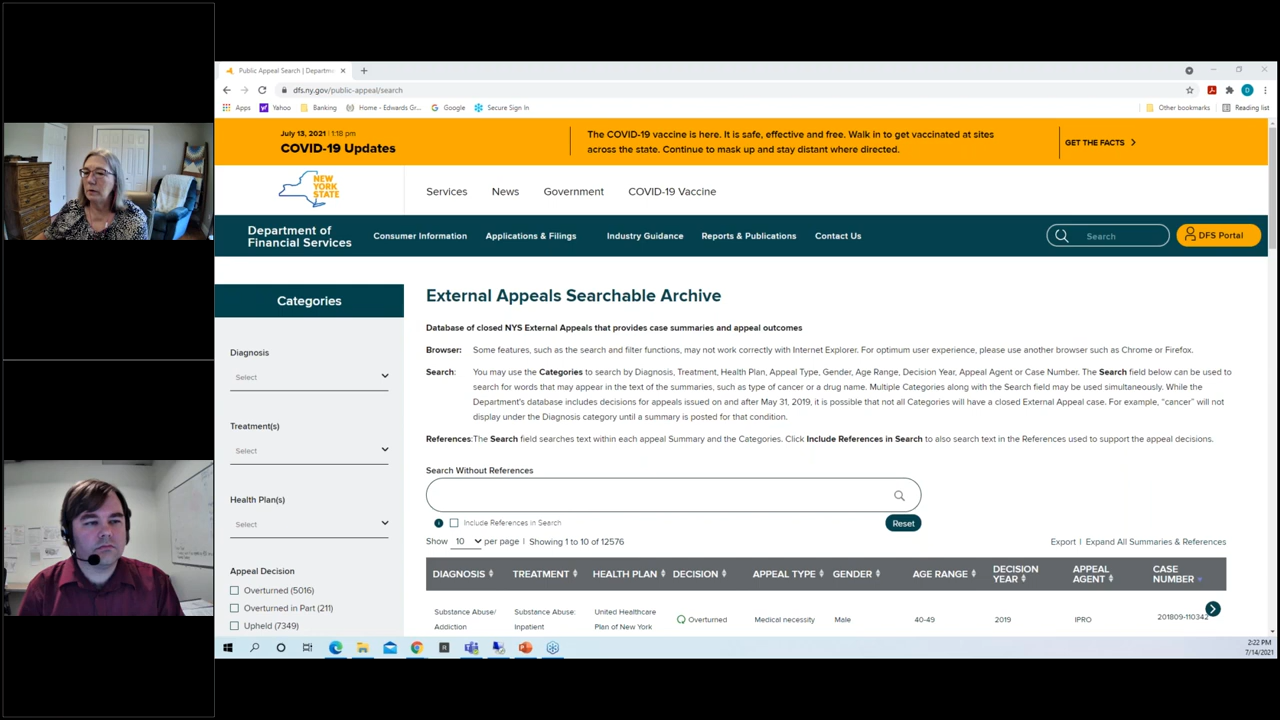 Public Appeal Search | Departme
dfs.ny.gov/public-appeal/search
Apps
Yahoo
Banking
Home - Edwards Gr...
Google
Secure Sign In
Other bookmarks
Reading list
July 13, 2021 | 1:18 pm
COVID-19 Updates
The COVID-19 vaccine is here. It is safe, effective and free. Walk in to get vaccinated at sites
across the state. Continue to mask up and stay distant where directed.
GET THE FACTS
NEW
YORK
STATE
Services
News
Government
COVID-19 Vaccine
Department of
Financial Services
Consumer Information
Applications & Filings
Industry Guidance
Reports & Publications
Contact Us
Search
DFS Portal
Categories
Diagnosis
Select
Treatment(s)
Select
Health Plan(s)
Select
Appeal Decision
Overturned (5016)
Overturned in Part (211)
Upheld (7349)
External Appeals Searchable Archive
Database of closed NYS External Appeals that provides case summaries and appeal outcomes
Browser: Some features, such as the search and filter functions, may not work correctly with Internet Explorer. For optimum user experience, please use another browser such as Chrome or Firefox.
Search: You may use the Categories to search by Diagnosis, Treatment, Health Plan, Appeal Type, Gender, Age Range, Decision Year, Appeal Agent or Case Number. The Search field below can be used to
search for words that may appear in the text of the summaries, such as type of cancer or a drug name. Multiple Categories along with the Search field may be used simultaneously. While the
Department's database includes decisions for appeals issued on and after May 31, 2019, it is possible that not all Categories will have a closed External Appeal case. For example, "cancer" will not
display under the Diagnosis category until a summary is posted for that condition.
References: The Search field searches text within each appeal Summary and the Categories. Click Include References in Search to also search text in the References used to support the appeal decisions.
Search Without References
Include References in Search
Reset
Show 10 per page | Showing 1 to 10 of 12576
Export | Expand All Summaries & References
DIAGNOSIS TREATMENT HEALTH PLAN DECISION APPEAL TYPE GENDER AGE RANGE DECISION YEAR APPEAL AGENT CASE NUMBER
Substance Abuse/ Substance Abuse: United Healthcare
Addiction Inpatient Plan of New York
Overturned Medical necessity Male 40-49 2019 IPRO 201809-110342
2:22 PM
7/14/2021